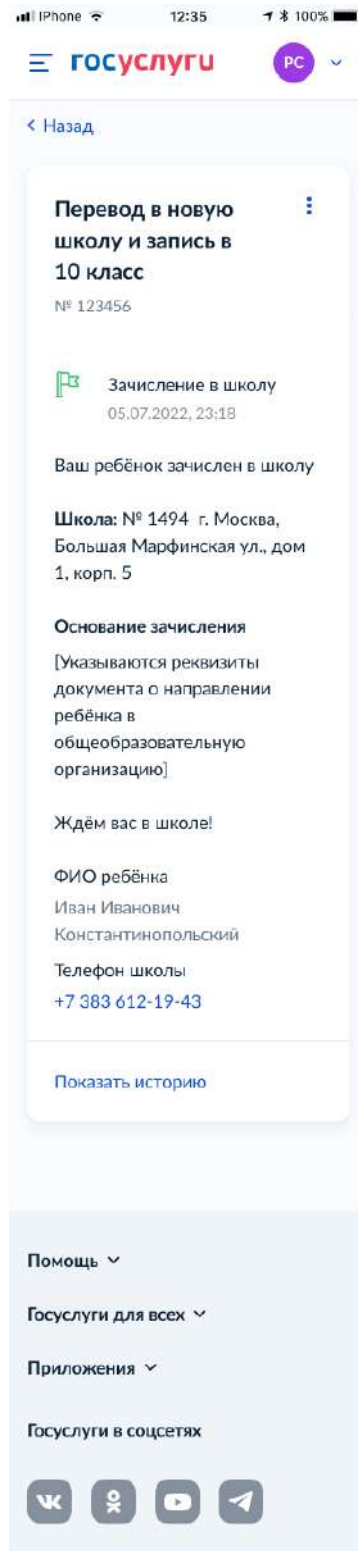 iPhone 12:35 100%
госуслуги РС
Назад
Перевод в новую
школу и запись в
10 класс
№ 123456
Зачисление в школу
05.07.2022, 23:18
Ваш ребёнок зачислен в школу
Школа: № 1494 г. Москва,
Большая Марфинская ул., дом
1, корп. 5
Основание зачисления
[Указываются реквизиты
документа о направлении
ребёнка в
общеобразовательную
организацию]
Ждём вас в школе!
ФИО ребёнка
Иван Иванович
Константинопольский
Телефон школы
+7 383 612-19-43
Показать историю
Помощь
Госуслуги для всех
Приложения
Госуслуги в соцсетях